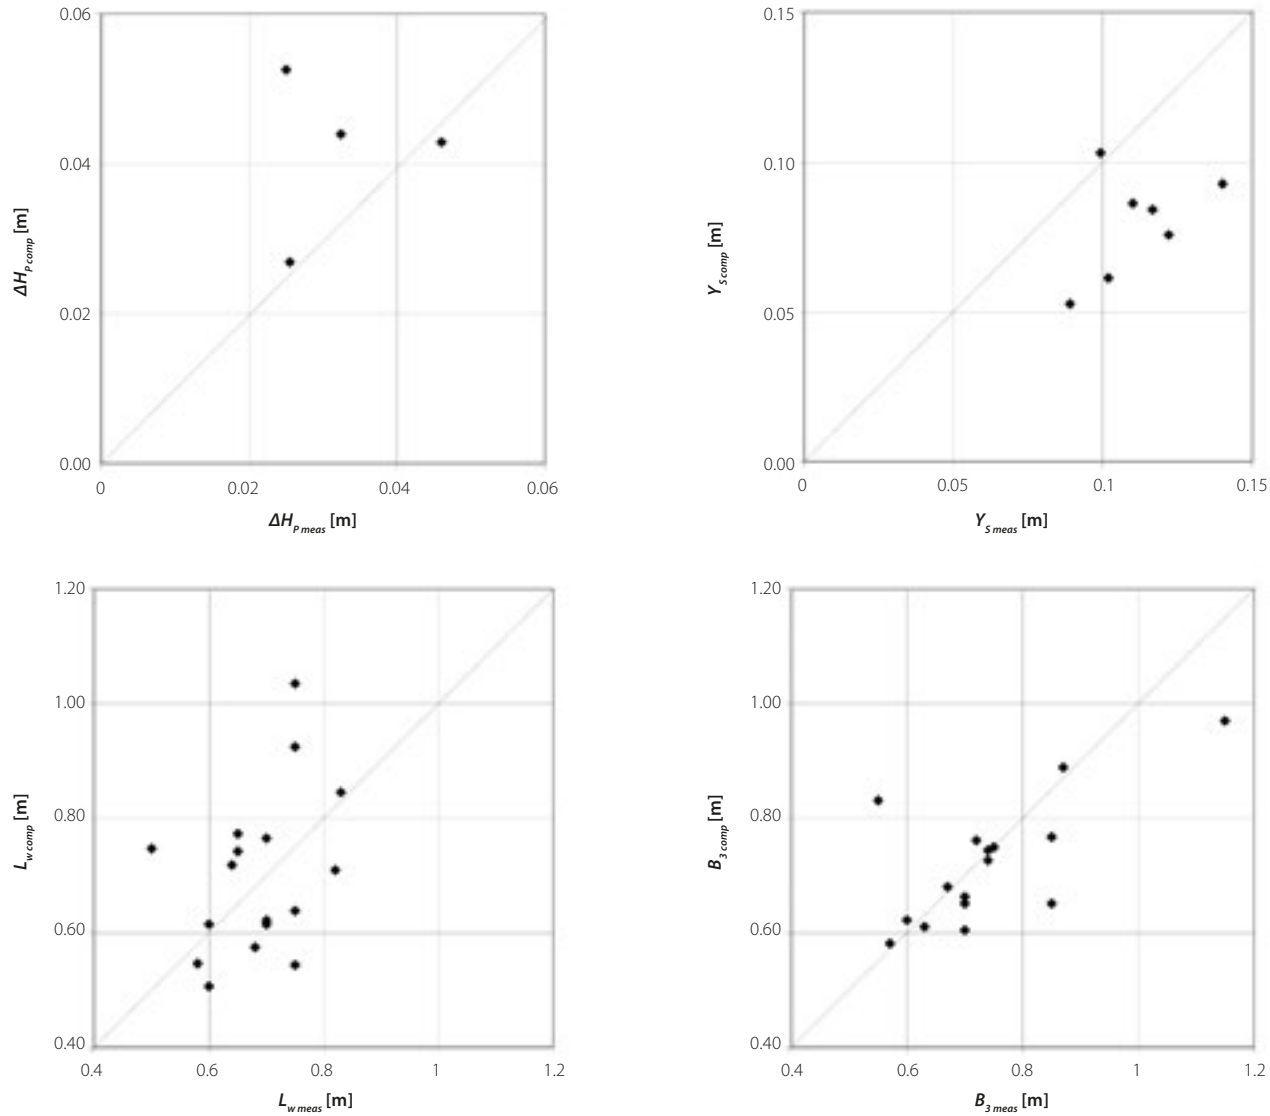 0.06
0.04
0.02
0.00
ΔH_P comp [m]
0 0.02 0.04 0.06
ΔH_P meas [m]
0.15
0.10
0.05
0.00
Y_S comp [m]
0 0.05 0.1 0.15
Y_S meas [m]
1.20
1.00
0.80
0.60
0.40
L_w comp [m]
0.4 0.6 0.8 1 1.2
L_w meas [m]
1.20
1.00
0.80
0.60
0.40
B_3 comp [m]
0.4 0.6 0.8 1 1.2
B_3 meas [m]